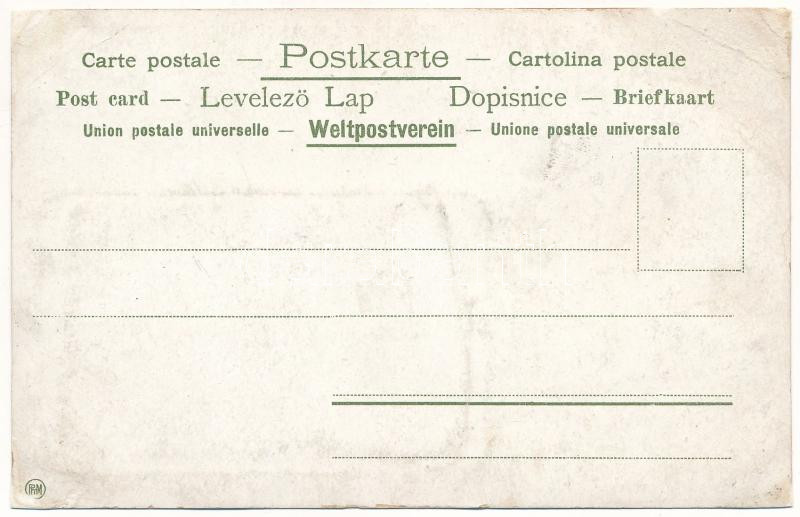 Carte postale — Postkarte — Cartolina postale
Post card — Levelezö Lap Dopisnice — Briefkaart
Union postale universelle — Weltpostverein — Unione postale universale